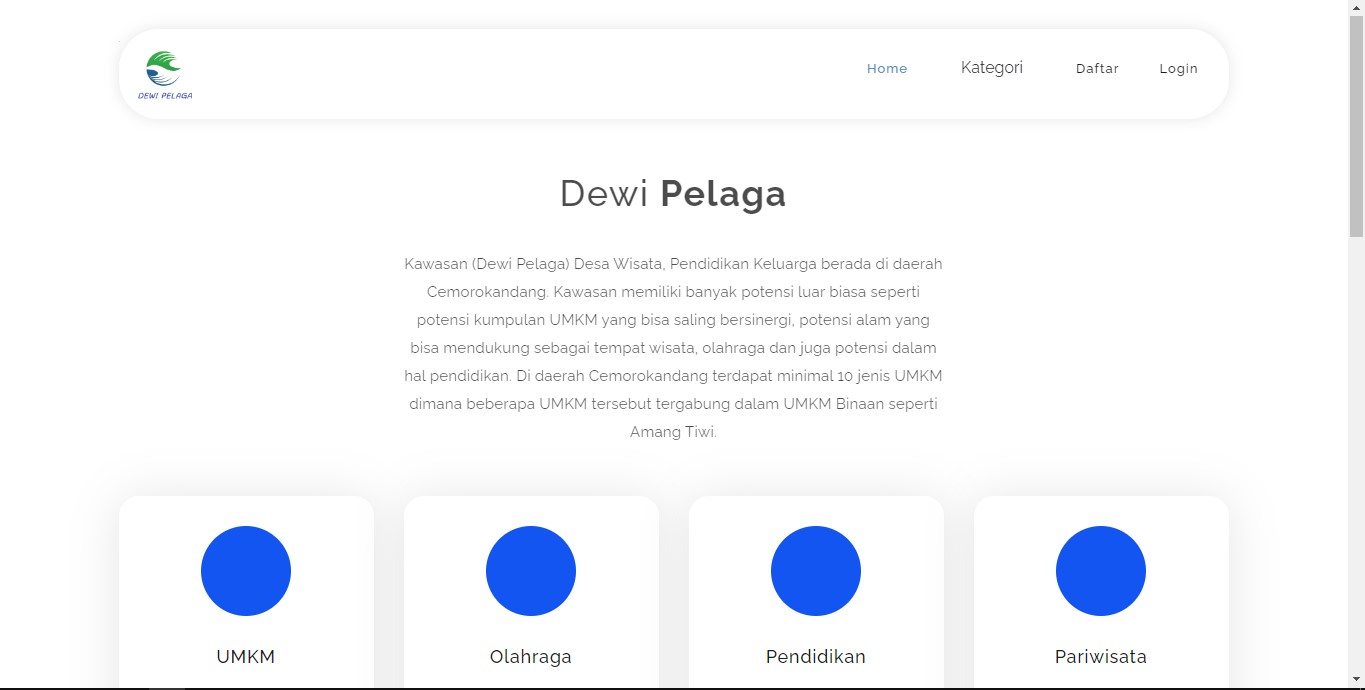 DEWI PELAGA
Home
Kategori
Daftar
Login
Dewi Pelaga
Kawasan (Dewi Pelaga) Desa Wisata, Pendidikan Keluarga berada di daerah
Cemorokandang. Kawasan memiliki banyak potensi luar biasa seperti
potensi kumpulan UMKM yang bisa saling bersinergi, potensi alam yang
bisa mendukung sebagai tempat wisata, olahraga dan juga potensi dalam
hal pendidikan. Di daerah Cemorokandang terdapat minimal 10 jenis UMKM
dimana beberapa UMKM tersebut tergabung dalam UMKM Binaan seperti
Amang Tiwi.
UMKM
Olahraga
Pendidikan
Pariwisata